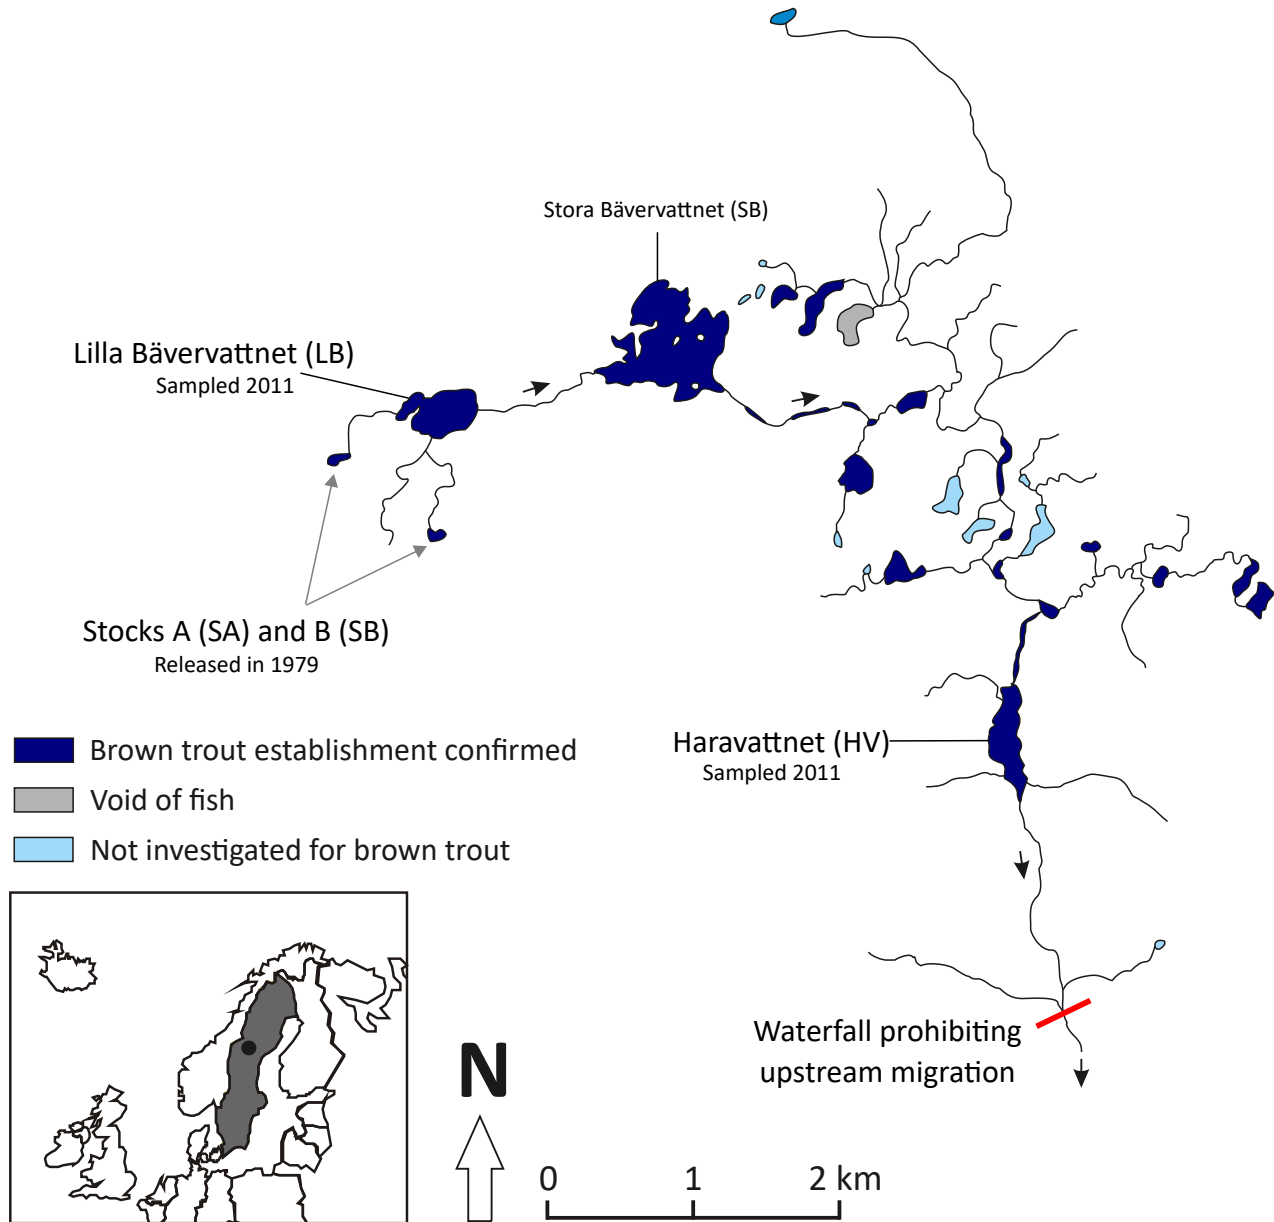 Stora Bävervattnet (SB)
Lilla Bävervattnet (LB)
Sampled 2011
Stocks A (SA) and B (SB)
Released in 1979
Haravattnet (HV)
Sampled 2011
Brown trout establishment confirmed
Void of fish
Not investigated for brown trout
Waterfall prohibiting
upstream migration
N
0 1 2 km